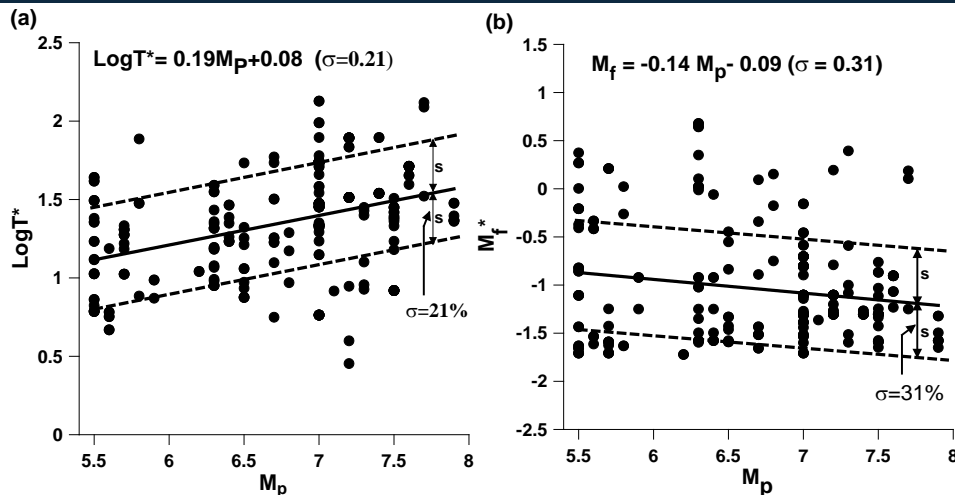 (a)
LogT*= 0.19Mₚ+0.08 (σ=0.21)
2.5
2
1.5
1
0.5
0
LogT*
s
s
σ=21%
5.5 6 6.5 7 7.5 8
Mₚ
(b)
M_f = -0.14 Mₚ- 0.09 (σ = 0.31)
1.5
1
0.5
0
-0.5
-1
-1.5
-2
-2.5
M_f*
s
s
σ=31%
5.5 6 6.5 7 7.5 8
Mₚ